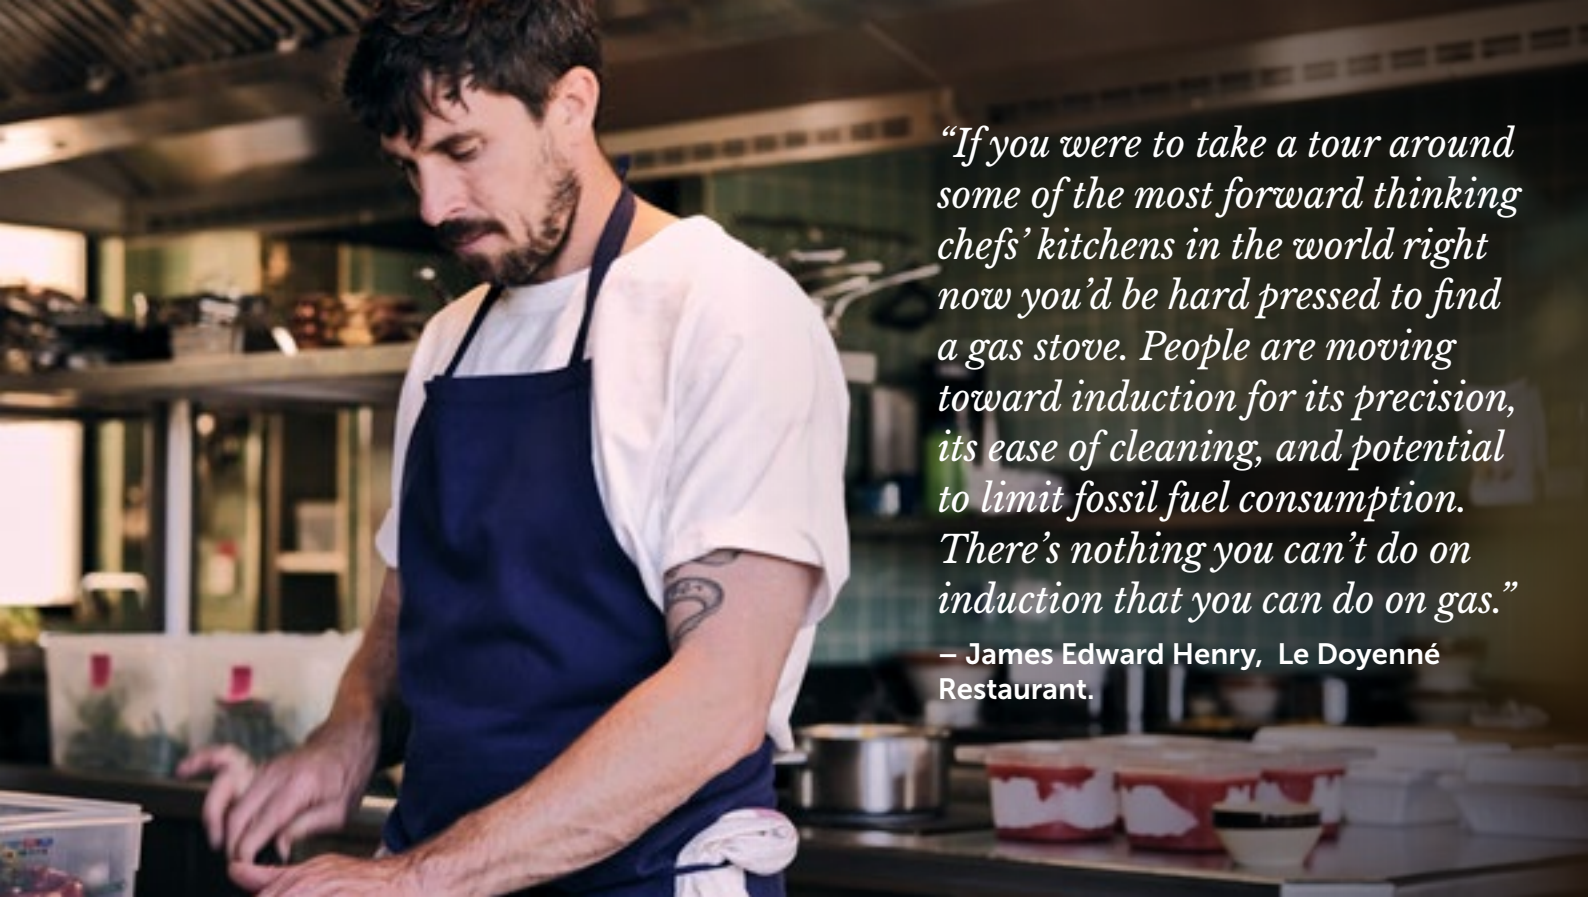 “If you were to take a tour around
some of the most forward thinking
chefs’ kitchens in the world right
now you’d be hard pressed to find
a gas stove. People are moving
toward induction for its precision,
its ease of cleaning, and potential
to limit fossil fuel consumption.
There’s nothing you can’t do on
induction that you can do on gas.”
– James Edward Henry,  Le Doyenné
Restaurant.